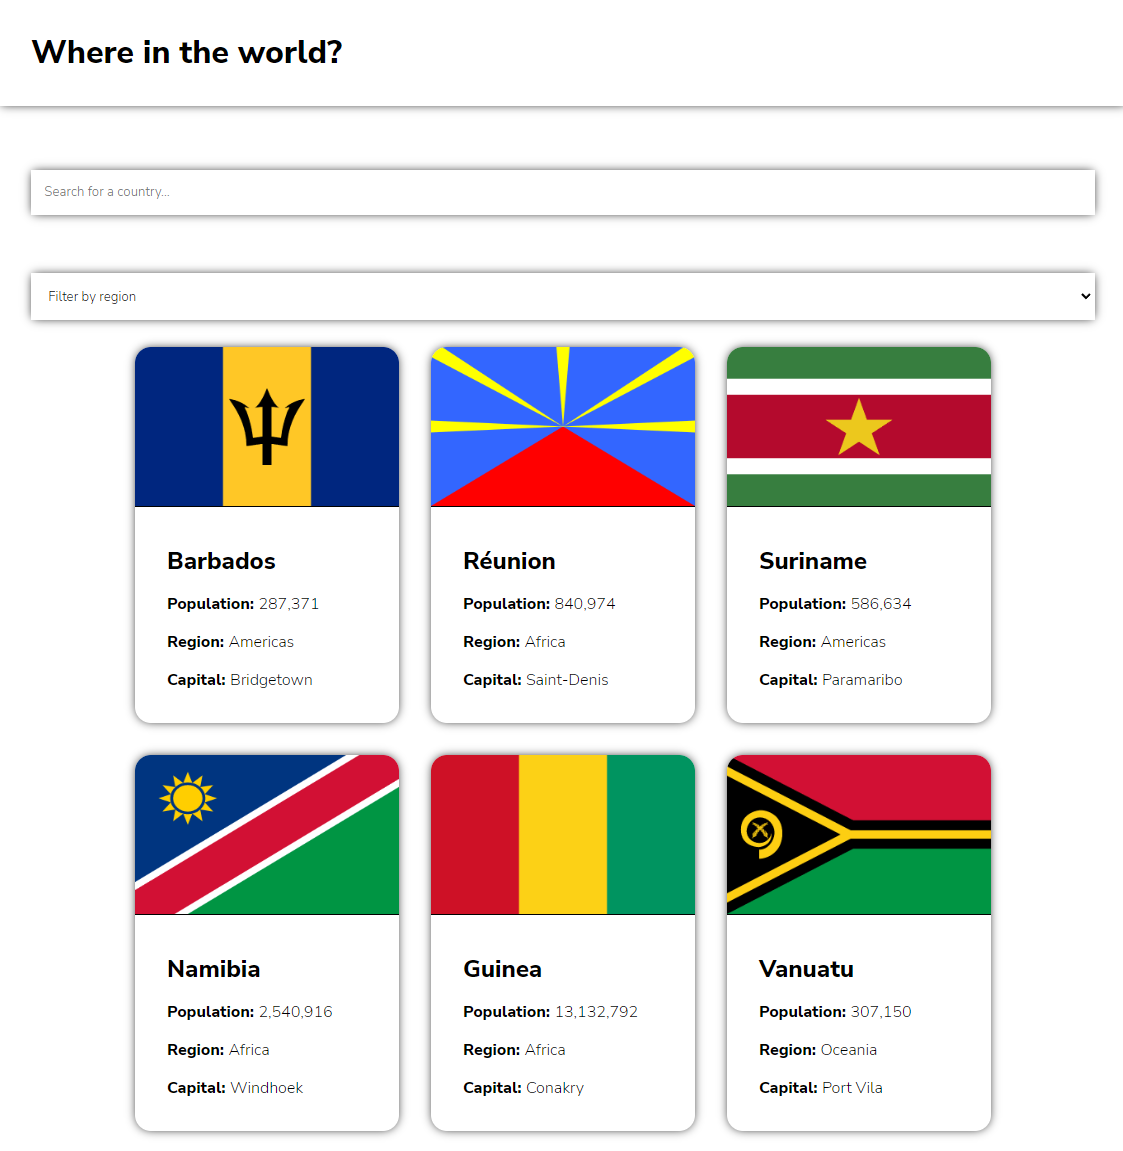 Where in the world?
Search for a country...
Filter by region
Barbados
Population: 287,371
Region: Americas
Capital: Bridgetown
Réunion
Population: 840,974
Region: Africa
Capital: Saint-Denis
Suriname
Population: 586,634
Region: Americas
Capital: Paramaribo
Namibia
Population: 2,540,916
Region: Africa
Capital: Windhoek
Guinea
Population: 13,132,792
Region: Africa
Capital: Conakry
Vanuatu
Population: 307,150
Region: Oceania
Capital: Port Vila